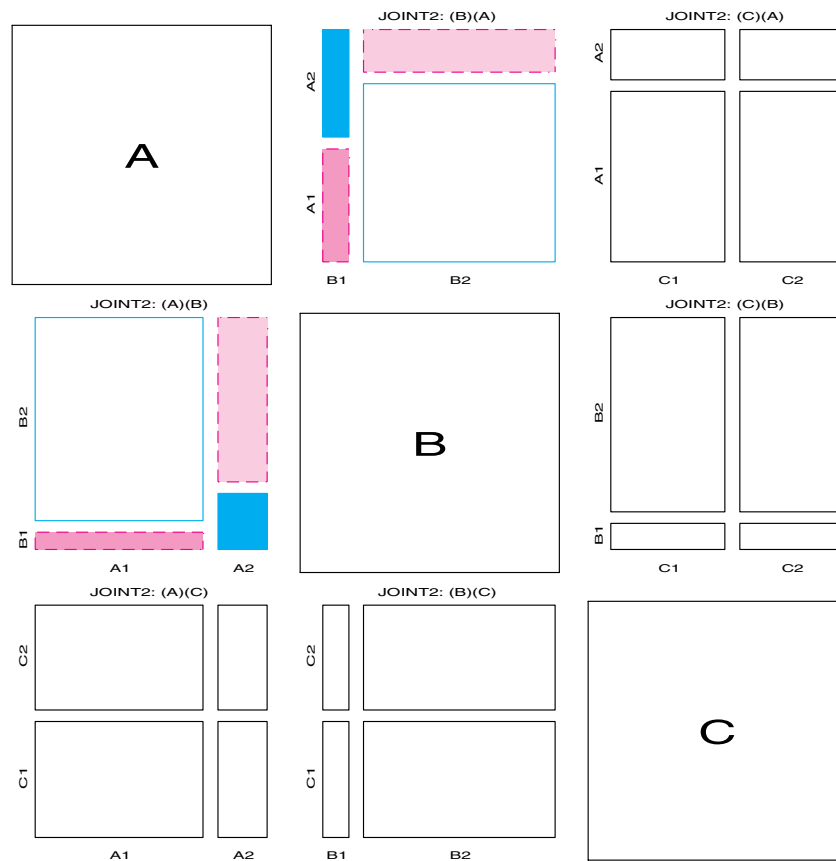 JOINT2: (B)(A)
JOINT2: (C)(A)
A
A2
A1
B1
B2
A2
A1
C1
C2
JOINT2: (A)(B)
JOINT2: (C)(B)
B2
B1
A1
A2
B
B2
B1
C1
C2
JOINT2: (A)(C)
JOINT2: (B)(C)
C2
C1
A1
A2
C2
C1
B1
B2
C